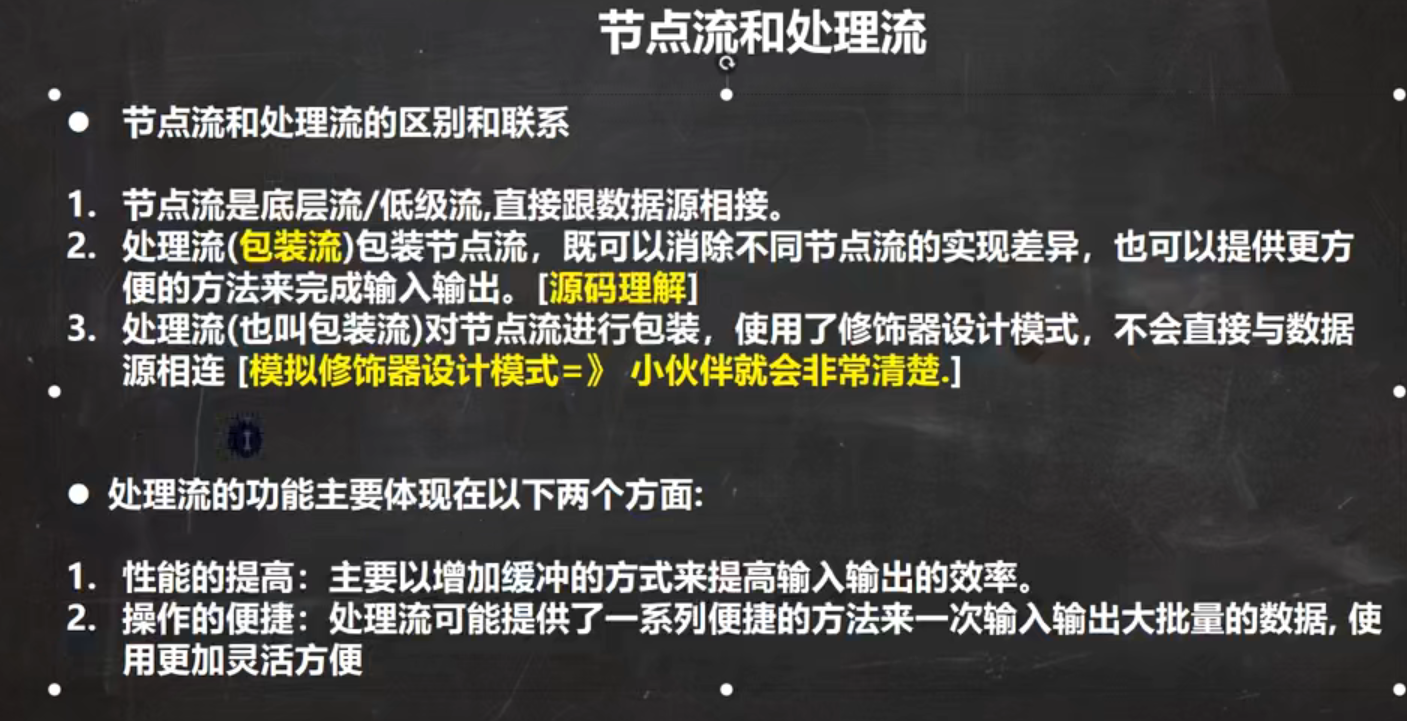 节点流和处理流
● 节点流和处理流的区别和联系
1. 节点流是底层流/低级流,直接跟数据源相接。
2. 处理流(包装流)包装节点流，既可以消除不同节点流的实现差异，也可以提供更方
便的方法来完成输入输出。[源码理解]
3. 处理流(也叫包装流)对节点流进行包装，使用了修饰器设计模式，不会直接与数据
源相连 [模拟修饰器设计模式=》 小伙伴就会非常清楚.]
● 处理流的功能主要体现在以下两个方面:
1. 性能的提高：主要以增加缓冲的方式来提高输入输出的效率。
2. 操作的便捷：处理流可能提供了一系列便捷的方法来一次输入输出大批量的数据, 使
用更加灵活方便